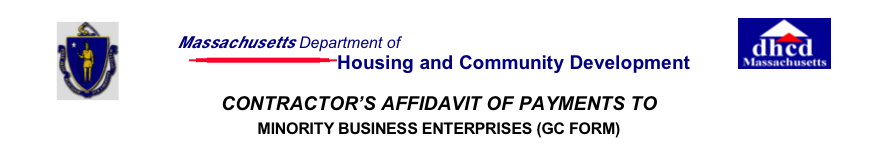 Massachusetts Department of
Housing and Community Development
dhcd
Massachusetts
CONTRACTOR'S AFFIDAVIT OF PAYMENTS TO
MINORITY BUSINESS ENTERPRISES (GC FORM)